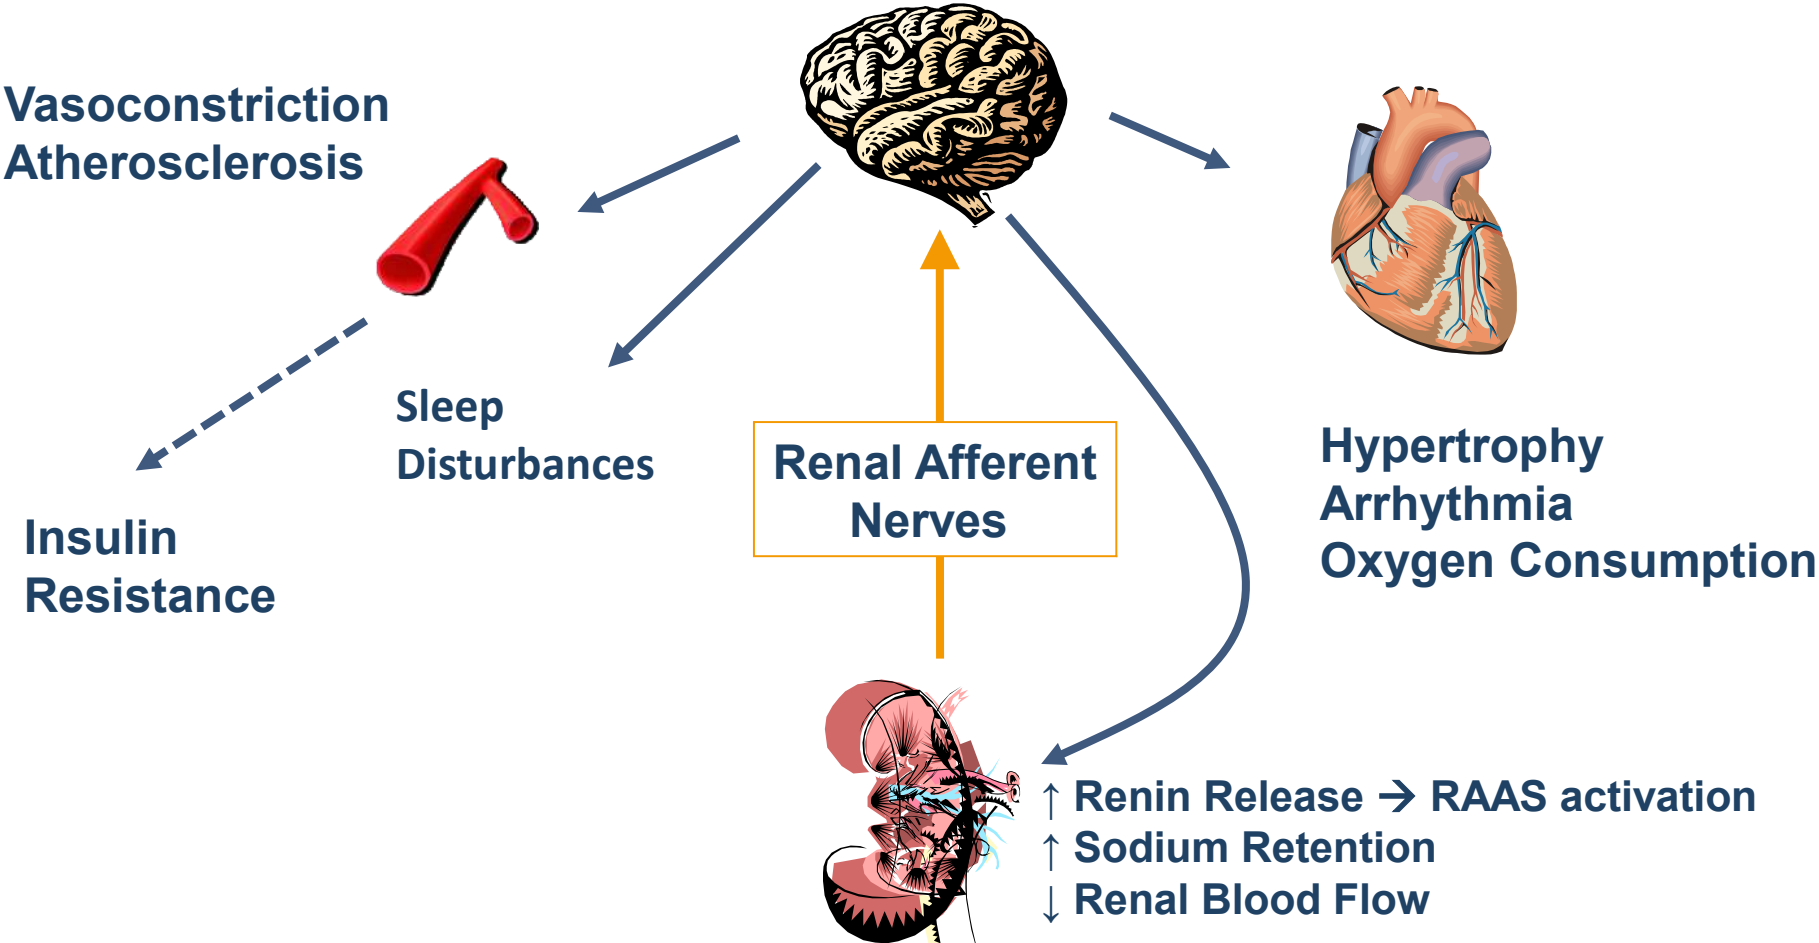 Vasoconstriction
Atherosclerosis
Sleep
Disturbances
Insulin
Resistance
Renal Afferent
Nerves
Hypertrophy
Arrhythmia
Oxygen Consumption
↑ Renin Release → RAAS activation
↑ Sodium Retention
↓ Renal Blood Flow